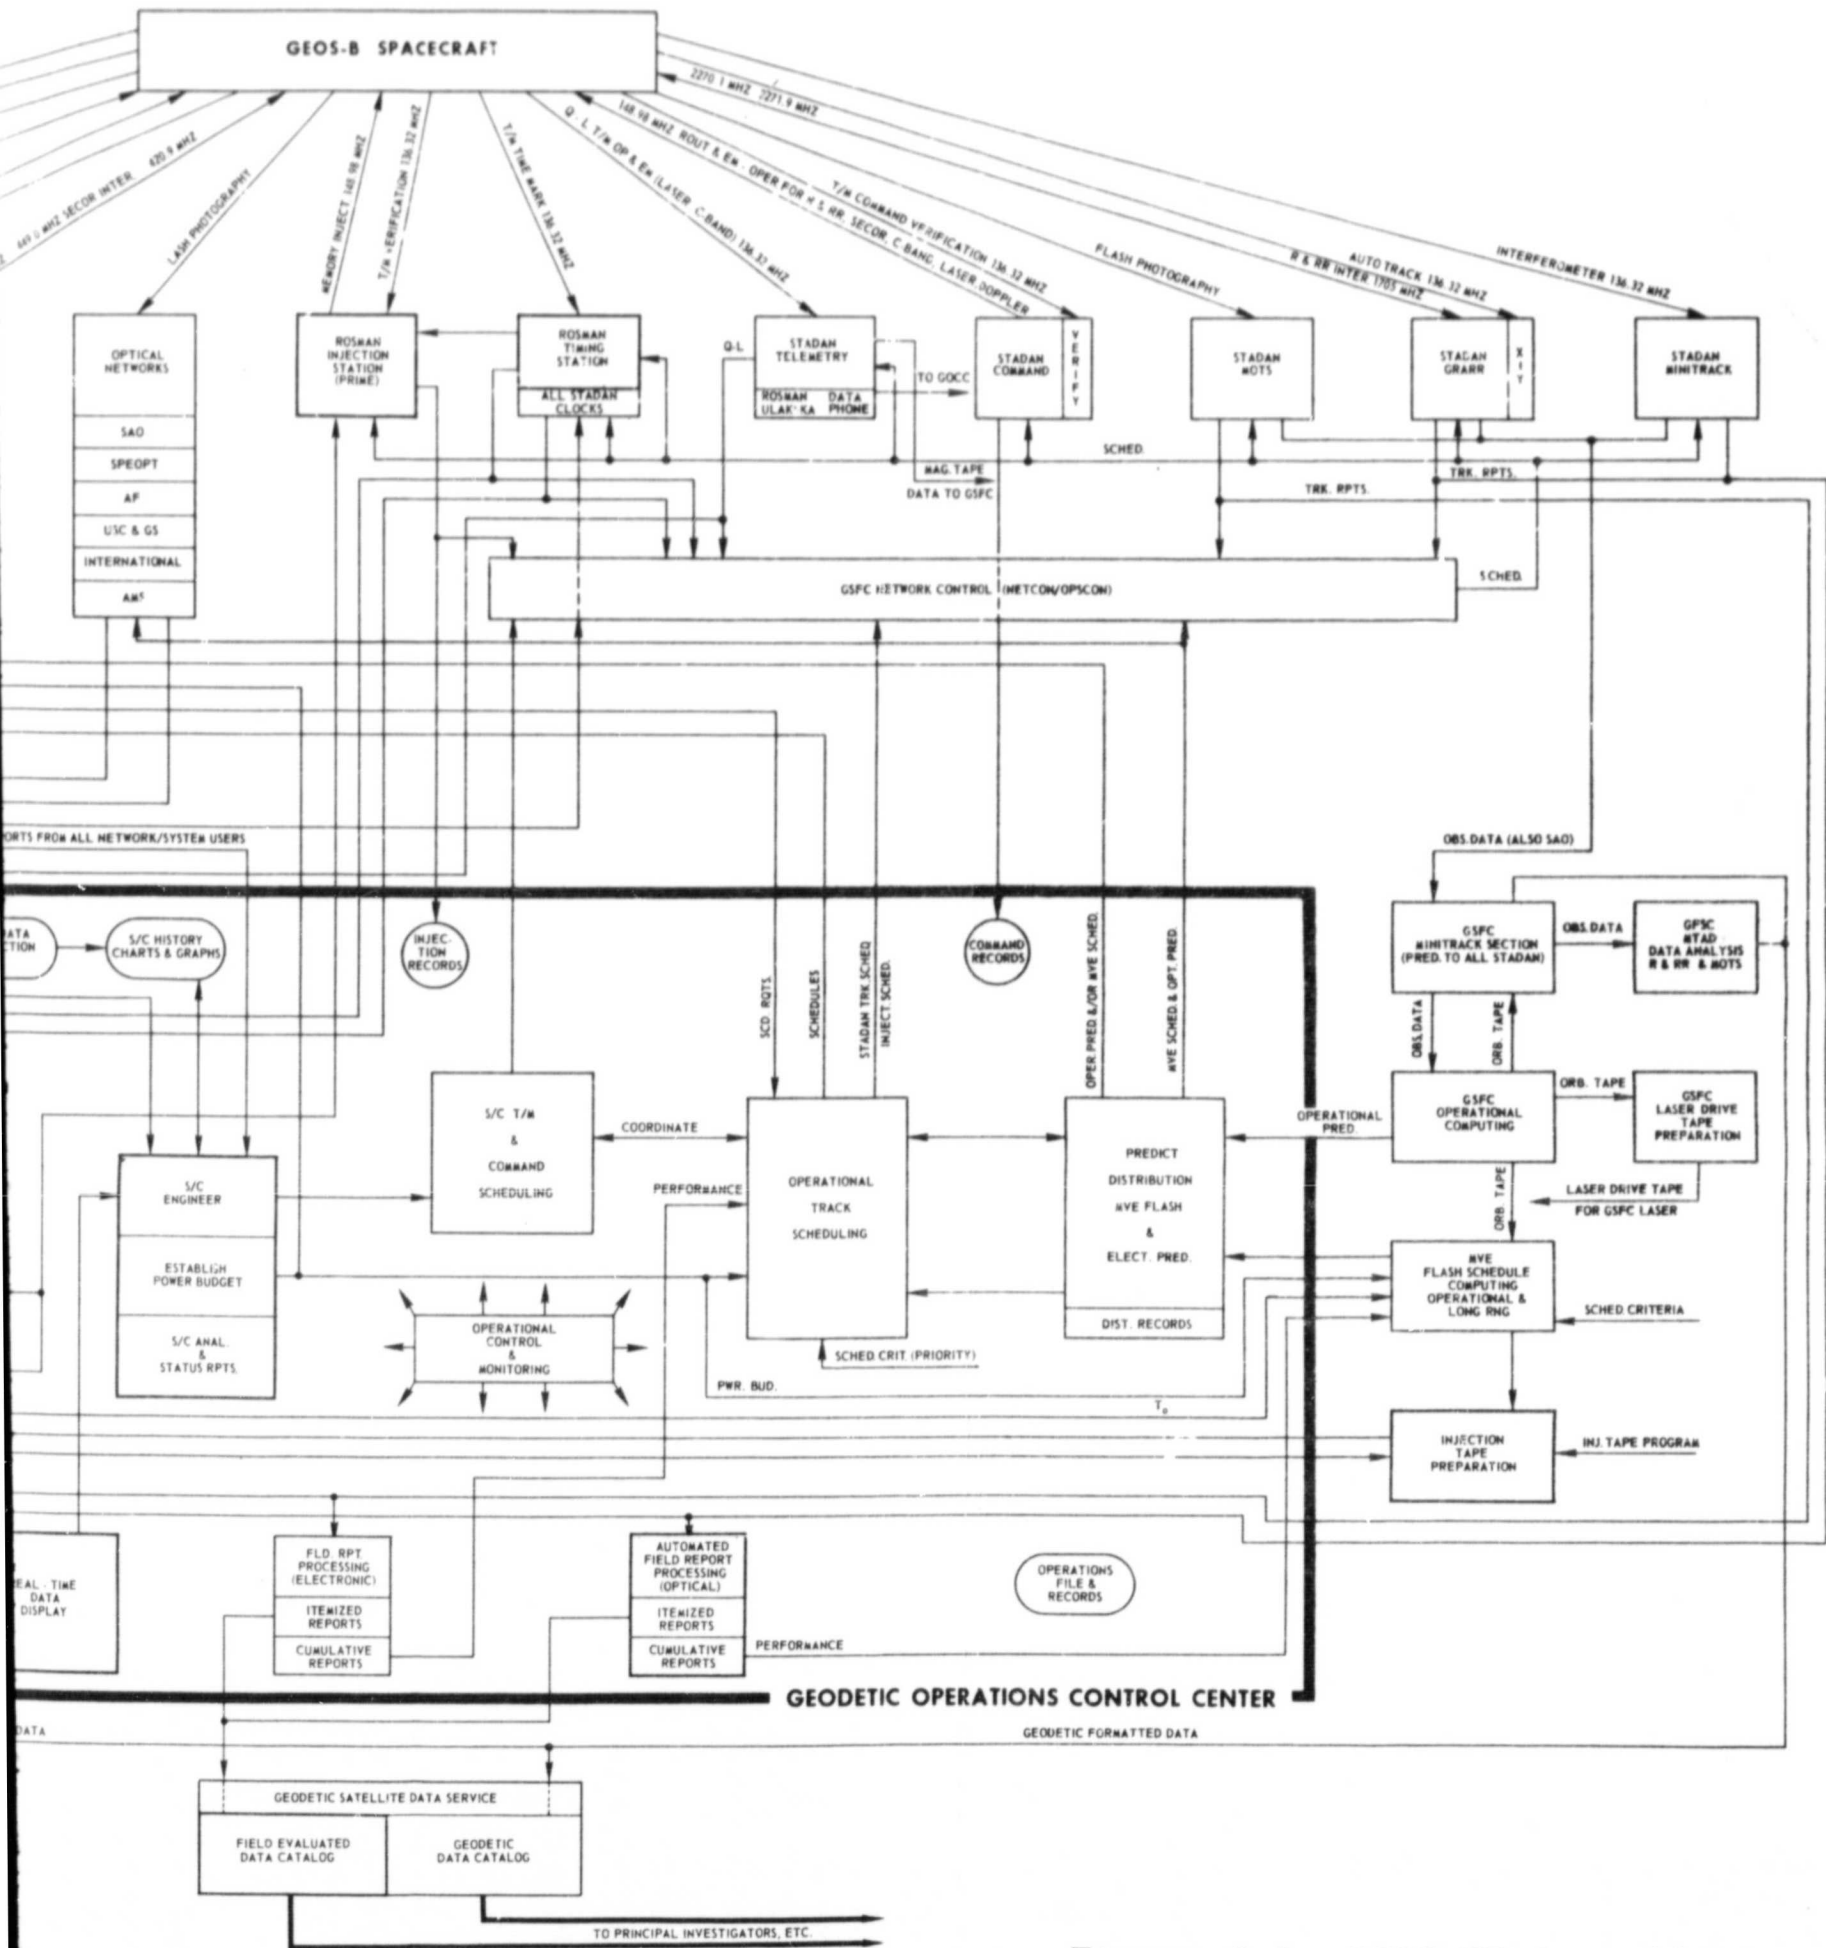 GEOS-B SPACECRAFT
2270.1 MHZ 2271.9 MHZ
449.0 MHZ SECOR INTER 420.9 MHZ
LASH PHOTOGRAPHY
MEMORY INJECT 148.98 MHZ
T/M VERIFICATION 136.32 MHZ
T/M TIME MARK 136.32 MHZ
Q - L T/M OP & EM (LASER C-BAND) 136.32 MHZ
148.98 MHZ ROUT & EM - OPER FOR R & RR, SECOR, C BAND, LASER DOPPLER
T/M COMMAND VERIFICATION 136.32 MHZ
FLASH PHOTOGRAPHY
R & RR INTER 1705 MHZ
AUTO TRACK 136.32 MHZ
INTERFEROMETER 136.32 MHZ
OPTICAL
NETWORKS
SAO
SPEOPT
AF
USC & GS
INTERNATIONAL
AMS
ROSMAN
INJECTION
STATION
(PRIME)
ROSMAN
TIMING
STATION
ALL STADAN
CLOCKS
Q-L
STADAN
TELEMETRY
ROSMAN DATA
PHONE
TO GOCC
MAG. TAPE
DATA TO GSFC
STADAN
COMMAND
VERIFY
STADAN
MOTS
STADAN
GRARR
STADAN
MINITRACK
SCHED.
TRK. RPTS.
TRK. RPTS.
GSFC NETWORK CONTROL (NETCON/OPSCON)
SCHED.
ORTS FROM ALL NETWORK/SYSTEM USERS
OBS. DATA (ALSO SAO)
ATA
CTION
S/C HISTORY
CHARTS & GRAPHS
INJEC-
TION
RECORDS
COMMAND
RECORDS
SCD. RQTS.
SCHEDULES
STADAN TRK. SCHED
INJECT SCHED.
OPER. PRED &/OR MVE SCHED.
MVE SCHED. & OPT. PRED.
GSFC
MINITRACK SECTION
(PRED. TO ALL STADAN)
OBS. DATA
GFSC
MTAD
DATA ANALYSIS
R & RR & MOTS
OBS. DATA
ORB. TAPE
GSFC
OPERATIONAL
COMPUTING
ORB. TAPE
GSFC
LASER DRIVE
TAPE
PREPARATION
OPERATIONAL
PRED.
ORB. TAPE
LASER DRIVE TAPE
FOR GSFC LASER
S/C T/M
&
COMMAND
SCHEDULING
COORDINATE
PERFORMANCE
OPERATIONAL
TRACK
SCHEDULING
PREDICT
DISTRIBUTION
MVE FLASH
&
ELECT. PRED.
DIST. RECORDS
S/C
ENGINEER
ESTABLISH
POWER BUDGET
S/C ANAL.
&
STATUS RPTS.
OPERATIONAL
CONTROL
&
MONITORING
SCHED. CRIT. (PRIORITY)
PWR. BUD.
MVE
FLASH SCHEDULE
COMPUTING
OPERATIONAL &
LONG RNG
SCHED. CRITERIA
INJECTION
TAPE
PREPARATION
INJ. TAPE PROGRAM
EAL - TIME
DATA
DISPLAY
FLD. RPT.
PROCESSING
(ELECTRONIC)
ITEMIZED
REPORTS
CUMULATIVE
REPORTS
AUTOMATED
FIELD REPORT
PROCESSING
(OPTICAL)
ITEMIZED
REPORTS
CUMULATIVE
REPORTS
PERFORMANCE
OPERATIONS
FILE &
RECORDS
GEODETIC OPERATIONS CONTROL CENTER
DATA
GEODETIC FORMATTED DATA
GEODETIC SATELLITE DATA SERVICE
FIELD EVALUATED
DATA CATALOG
GEODETIC
DATA CATALOG
TO PRINCIPAL INVESTIGATORS, ETC.